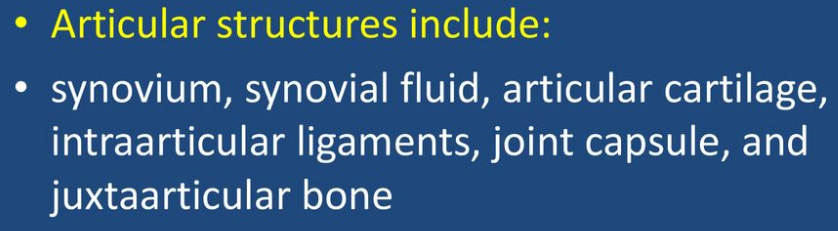 • Articular structures include:
• synovium, synovial fluid, articular cartilage,
intraarticular ligaments, joint capsule, and
juxtaarticular bone